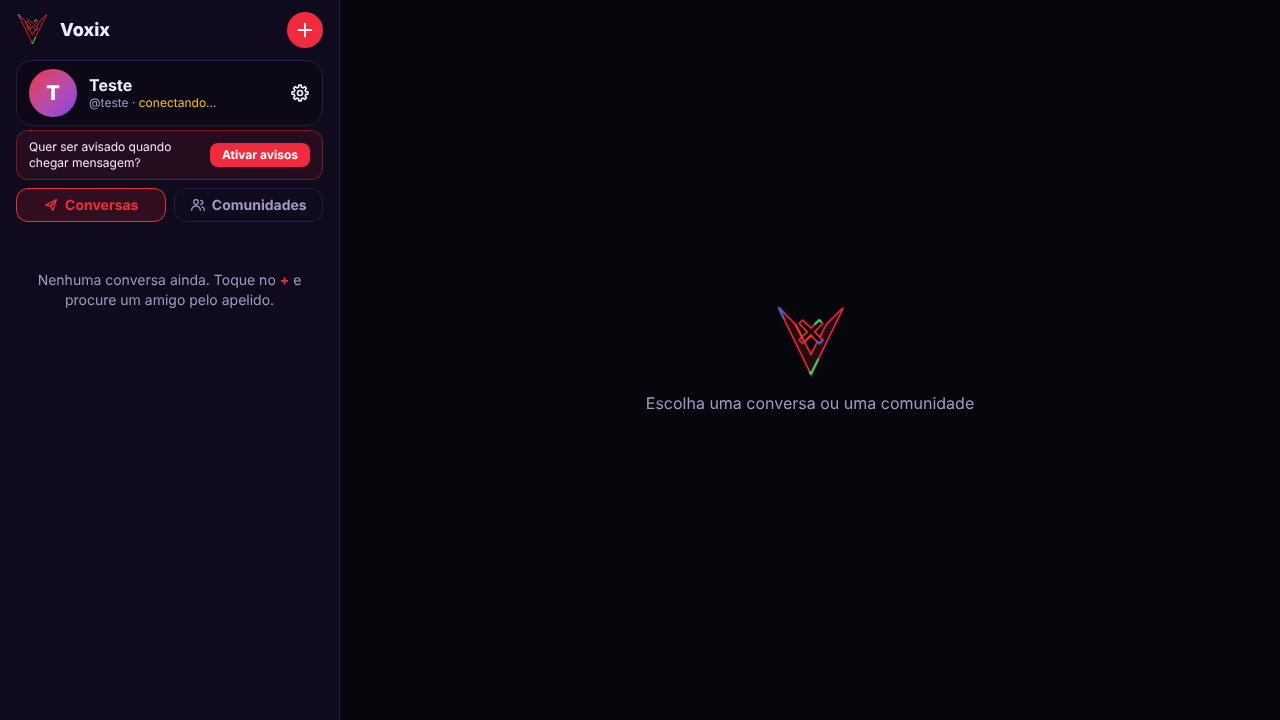 Voxix
T
Teste
@teste · conectando...
Quer ser avisado quando
chegar mensagem?
Ativar avisos
Conversas
Comunidades
Nenhuma conversa ainda. Toque no + e
procure um amigo pelo apelido.
Escolha uma conversa ou uma comunidade